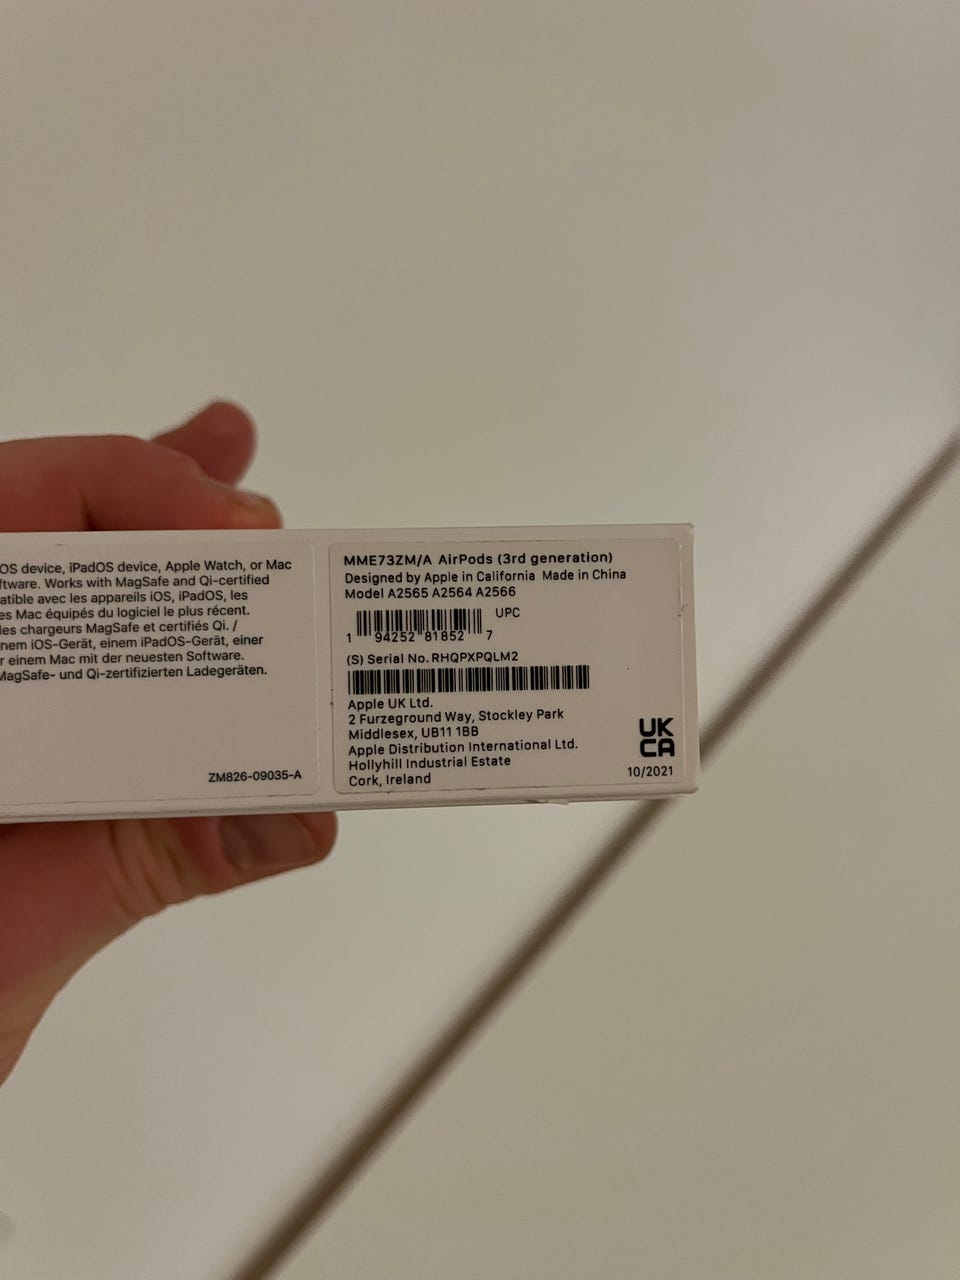 OS device, iPadOS device, Apple Watch, or Mac
ftware. Works with MagSafe and Qi-certified
atible avec les appareils iOS, iPadOS, les
es Mac équipés du logiciel le plus récent.
les chargeurs MagSafe et certifiés Qi. /
nem iOS-Gerät, einem iPadOS-Gerät, einer
r einem Mac mit der neuesten Software.
MagSafe- und Qi-zertifizierten Ladegeräten.
ZM826-09035-A
MME73ZM/A AirPods (3rd generation)
Designed by Apple in California Made in China
Model A2565 A2564 A2566
UPC
1 94252 81852 7
(S) Serial No. RHQPXPQLM2
Apple UK Ltd.
2 Furzeground Way, Stockley Park
Middlesex, UB11 1BB
Apple Distribution International Ltd.
Hollyhill Industrial Estate
Cork, Ireland
UK
CA
10/2021